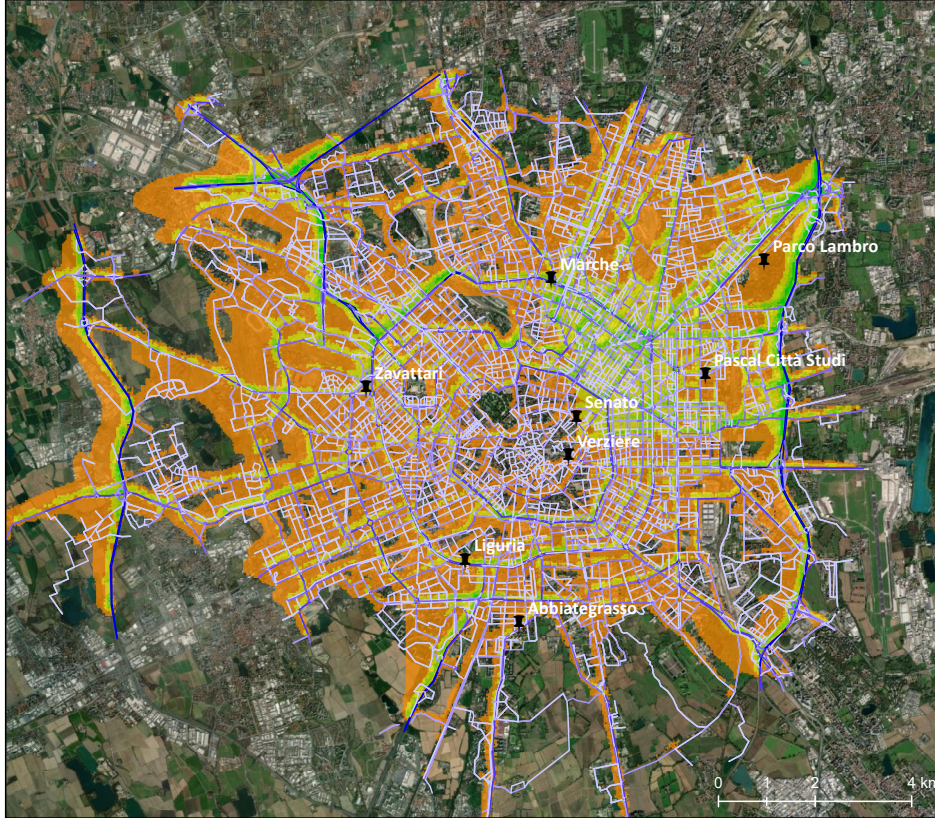 Parco Lambro
Marche
Pascal Città Studi
Zavattari
Senato
Verziere
Liguria
Abbiategrasso
0 1 2 4 km